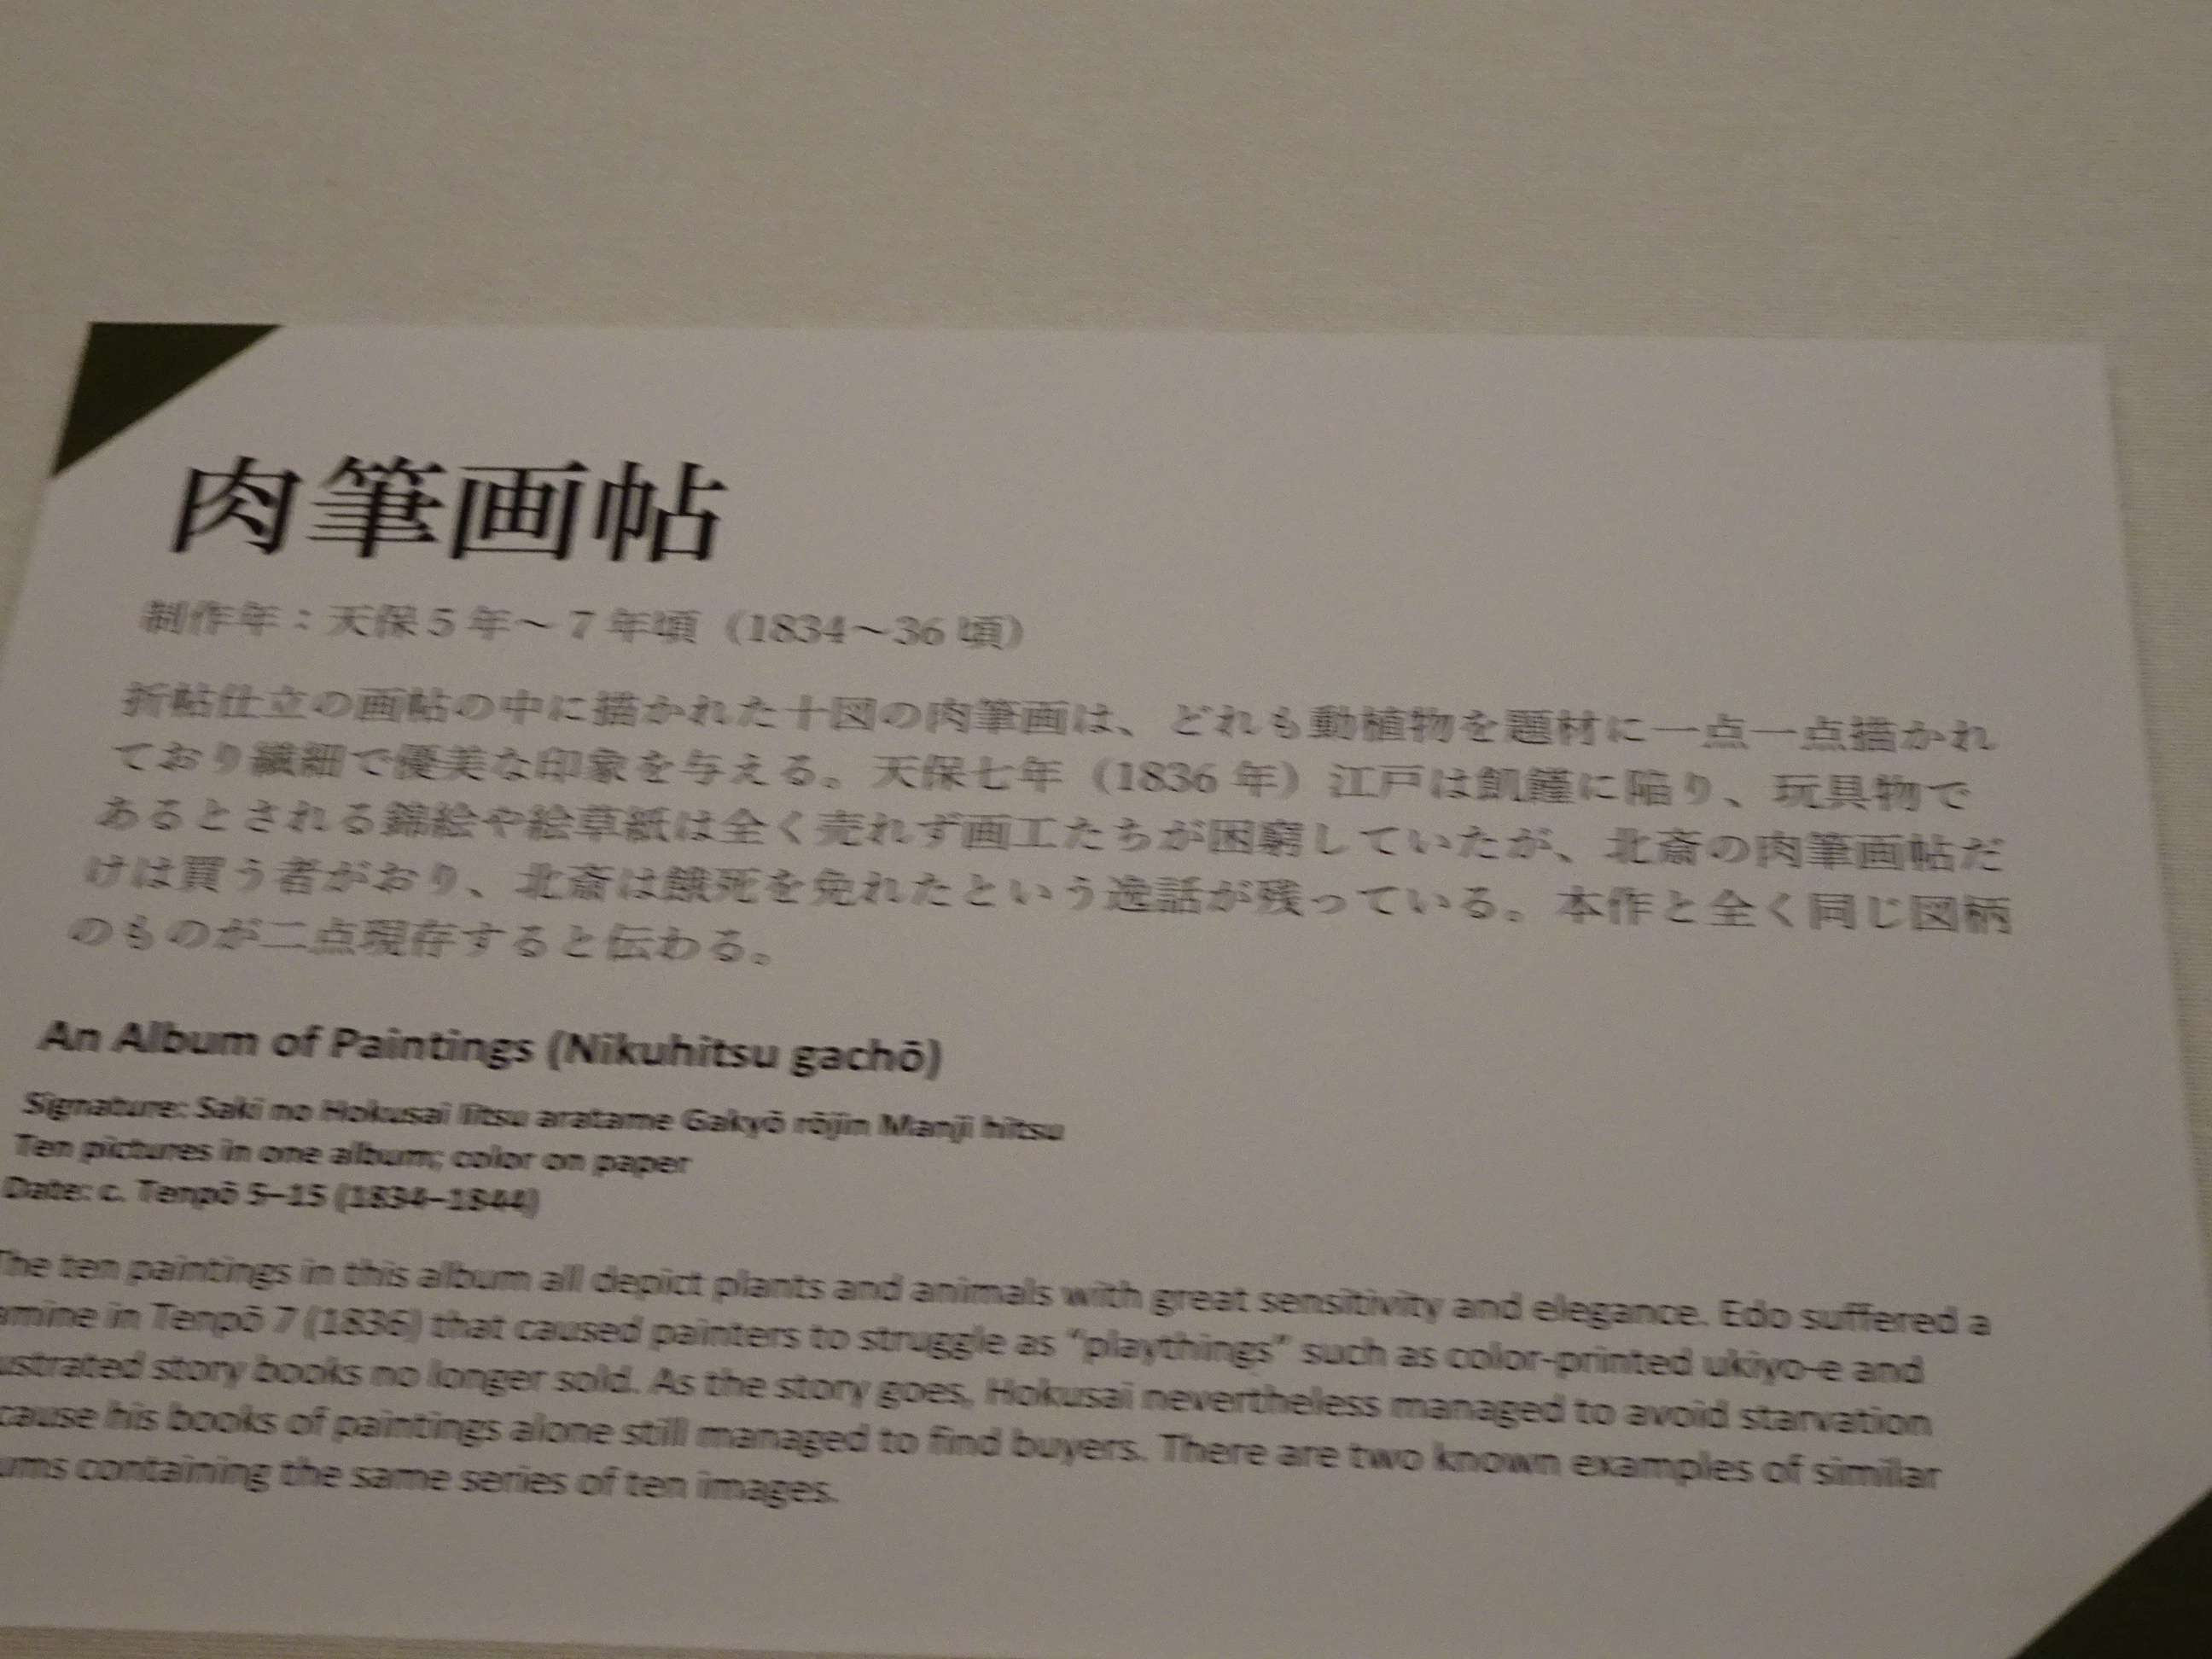 肉筆画帖
制作年：天保5年～7年頃（1834～36頃）
折帖仕立の画帖の中に描かれた十図の肉筆画は、どれも動植物を題材に一点一点描かれ
ており繊細で優美な印象を与える。天保七年（1836年）江戸は飢饉に陥り、玩具物で
あるとされる錦絵や絵草紙は全く売れず画工たちが困窮していたが、北斎の肉筆画帖だ
けは買う者がおり、北斎は餓死を免れたという逸話が残っている。本作と全く同じ図柄
のものが二点現存すると伝わる。
An Album of Paintings (Nikuhitsu gachō)
Signature: Saki no Hokusai Iitsu aratame Gakyō rōjin Manji hitsu
Ten pictures in one album; color on paper
Date: c. Tenpō 5–15 (1834–1844)
The ten paintings in this album all depict plants and animals with great sensitivity and elegance. Edo suffered a
amine in Tenpō 7 (1836) that caused painters to struggle as “playthings” such as color-printed ukiyo-e and
ustrated story books no longer sold. As the story goes, Hokusai nevertheless managed to avoid starvation
cause his books of paintings alone still managed to find buyers. There are two known examples of similar
ums containing the same series of ten images.